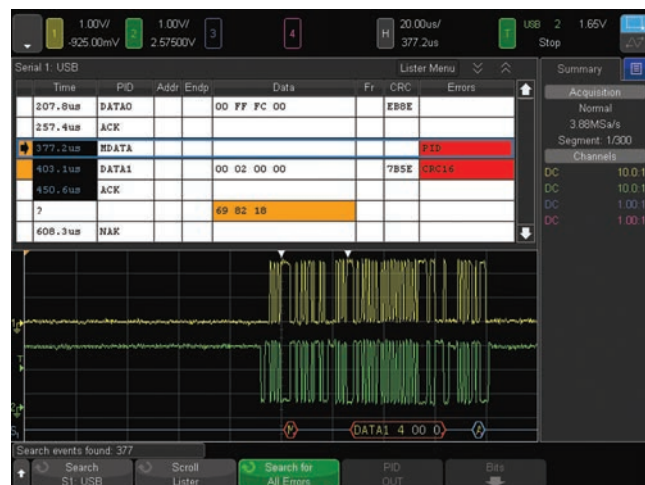 1 1.00V/ -925.00mV 2 1.00V/ 2.57500V 3 4 H 20.00us/ 377.2us T USB 2 1.65V Stop
Serial 1: USB Lister Menu
Time PID Addr Endp Data Fr CRC Errors
207.8us DATA0 00 FF FC 00 EB8E
257.4us ACK
377.2us MDATA PID
403.1us DATA1 00 02 00 00 7B5E CRC16
450.6us ACK
? 69 82 18
608.3us NAK
Summary
Acquisition
Normal
3.88MSa/s
Segment: 1/300
Channels
DC 10.0:1
DC 10.0:1
DC 1.00:1
DC 1.00:1
T
S1 M DATA1 4 00 0 A
Search events found: 377
Search S1: USB
Scroll Lister
Search for All Errors
PID OUT
Bits